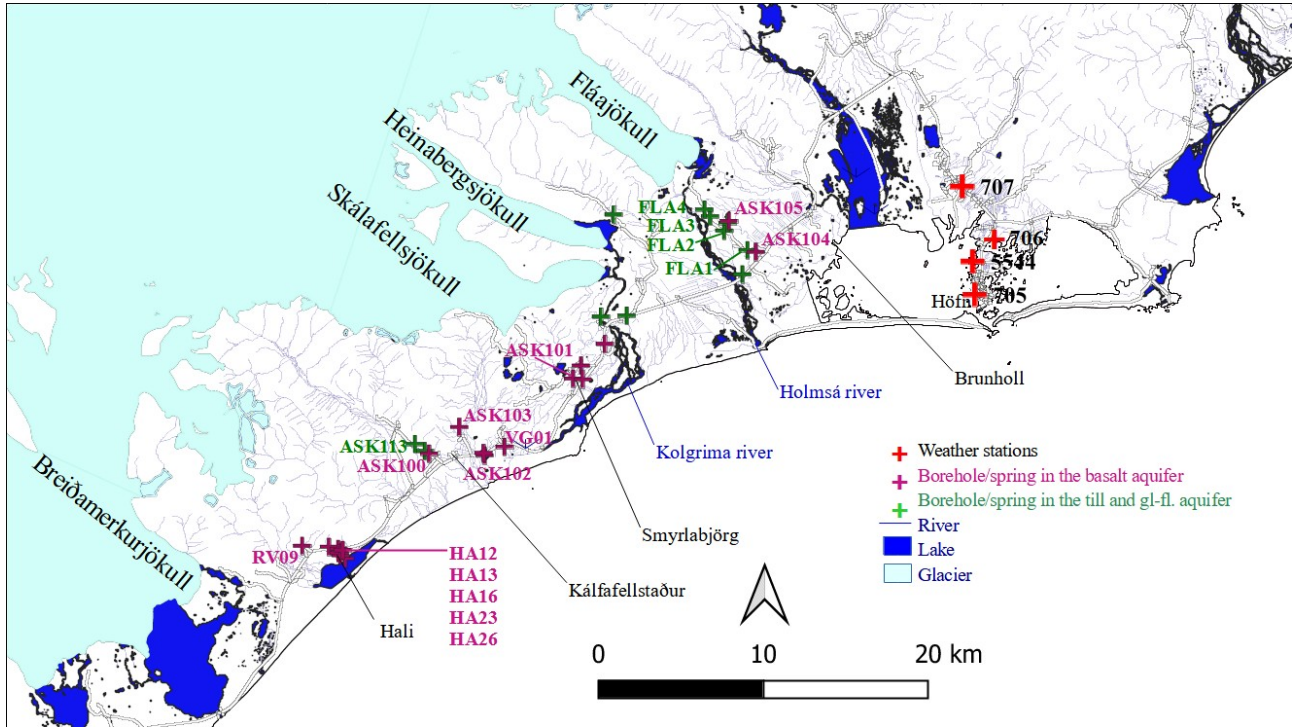 Fláajökull
Heinabergsjökull
Skálafellsjökull
Breiðamerkurjökull
707
706
5544
705
Höfn
FLA4
ASK105
FLA3
FLA2
ASK104
FLA1
Brunholl
Holmsá river
ASK101
Kolgrima river
ASK103
VG01
ASK113
ASK100
ASK102
Smyrlabjörg
RV09
HA12
HA13
HA16
HA23
HA26
Kálfafellstaður
Hali
Weather stations
Borehole/spring in the basalt aquifer
Borehole/spring in the till and gl-fl. aquifer
River
Lake
Glacier
0 10 20 km